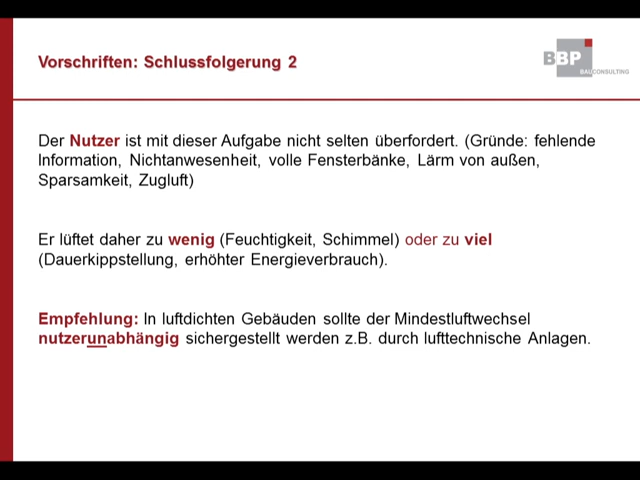 Vorschriften: Schlussfolgerung 2
BBP
BAUCONSULTING
Der Nutzer ist mit dieser Aufgabe nicht selten überfordert. (Gründe: fehlende
Information, Nichtanwesenheit, volle Fensterbänke, Lärm von außen,
Sparsamkeit, Zugluft)
Er lüftet daher zu wenig (Feuchtigkeit, Schimmel) oder zu viel
(Dauerkippstellung, erhöhter Energieverbrauch).
Empfehlung: In luftdichten Gebäuden sollte der Mindestluftwechsel
nutzerunabhängig sichergestellt werden z.B. durch lufttechnische Anlagen.